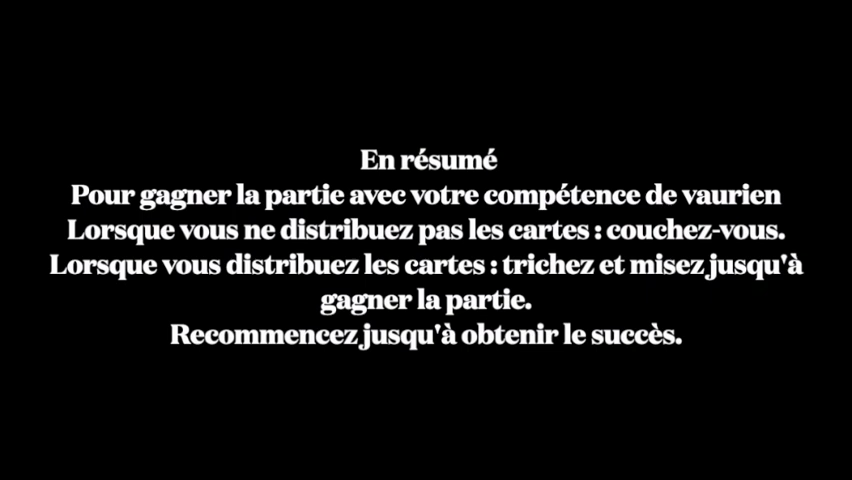 En résumé
Pour gagner la partie avec votre compétence de vaurien
Lorsque vous ne distribuez pas les cartes : couchez-vous.
Lorsque vous distribuez les cartes : trichez et misez jusqu'à
gagner la partie.
Recommencez jusqu'à obtenir le succès.